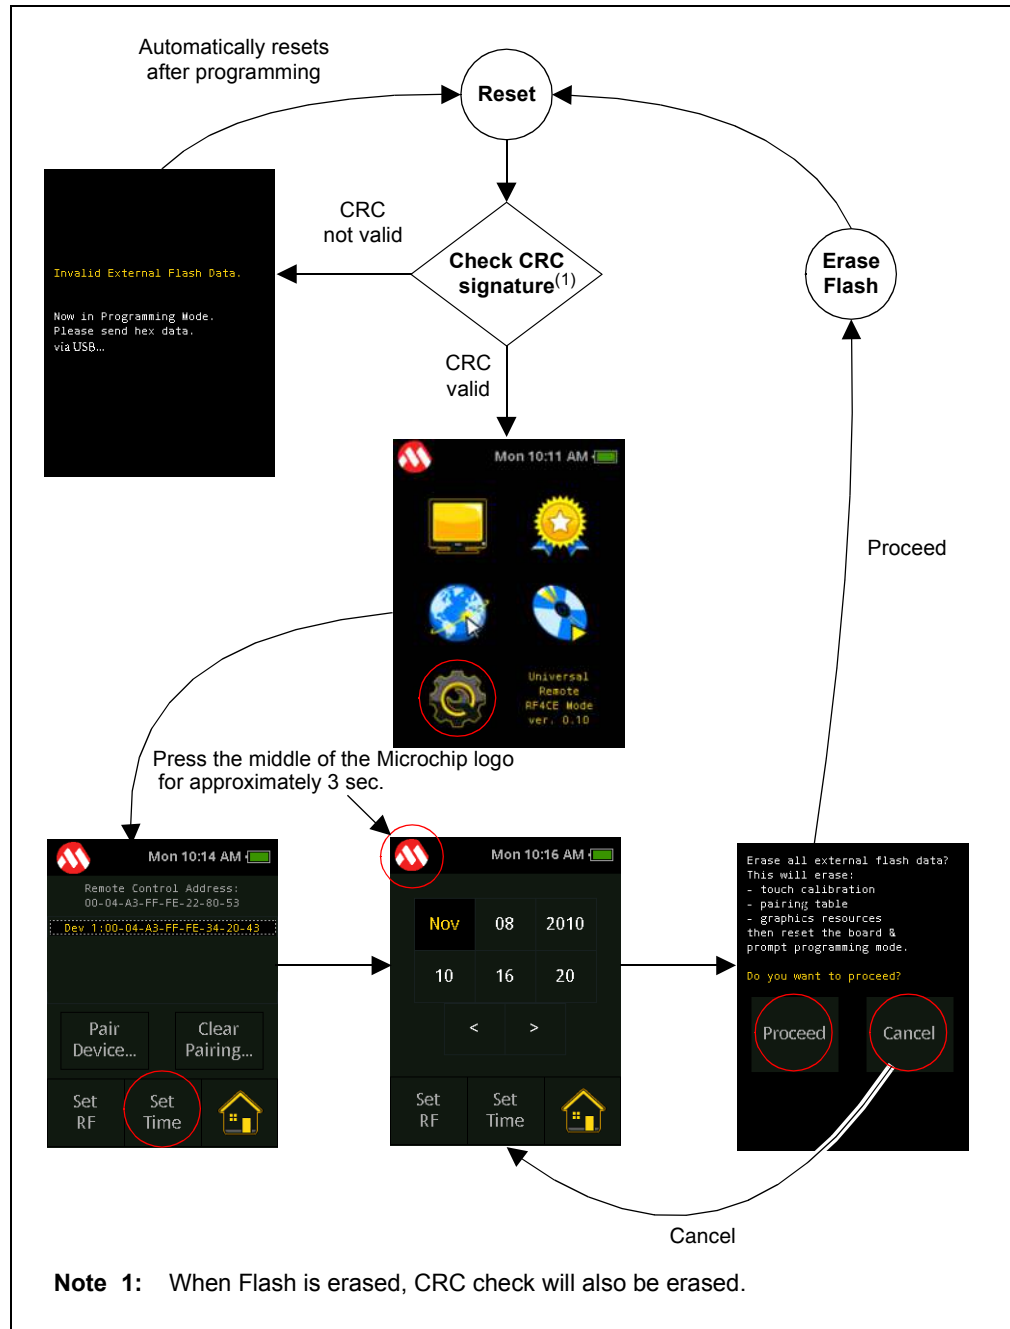 Automatically resets
after programming
Reset
CRC
not valid
Check CRC
signature(1)
Erase
Flash
Invalid External Flash Data.
Now in Programming Mode.
Please send hex data.
via USB...
CRC
valid
Mon 10:11 AM
Proceed
Universal
Remote
RF4CE Mode
ver. 0.10
Press the middle of the Microchip logo
for approximately 3 sec.
Mon 10:14 AM
Remote Control Address:
00-04-A3-FF-FE-22-80-53
Dev 1:00-04-A3-FF-FE-34-20-43
Pair
Device...
Clear
Pairing...
Set
RF
Set
Time
Mon 10:16 AM
Nov 08 2010
10 16 20
< >
Set
RF
Set
Time
Erase all external flash data?
This will erase:
- touch calibration
- pairing table
- graphics resources
then reset the board &
prompt programming mode.
Do you want to proceed?
Proceed
Cancel
Cancel
Note 1: When Flash is erased, CRC check will also be erased.